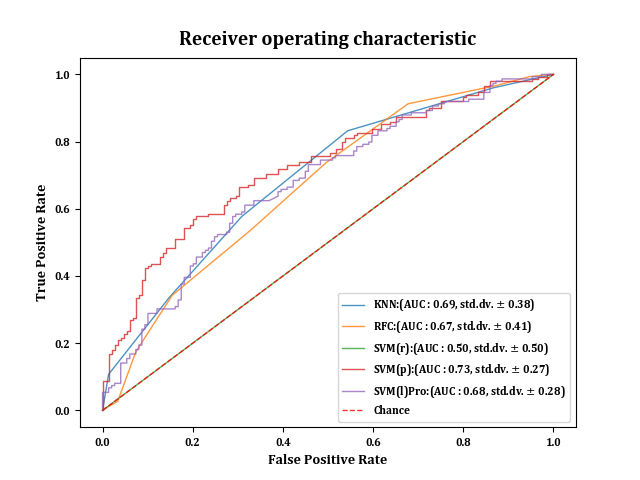 Receiver operating characteristic
True Positive Rate
1.0
0.8
0.6
0.4
0.2
0.0
KNN:(AUC : 0.69, std.dv. ± 0.38)
RFC:(AUC : 0.67, std.dv. ± 0.41)
SVM(r):(AUC : 0.50, std.dv. ± 0.50)
SVM(p):(AUC : 0.73, std.dv. ± 0.27)
SVM(l)Pro:(AUC : 0.68, std.dv. ± 0.28)
Chance
0.0 0.2 0.4 0.6 0.8 1.0
False Positive Rate